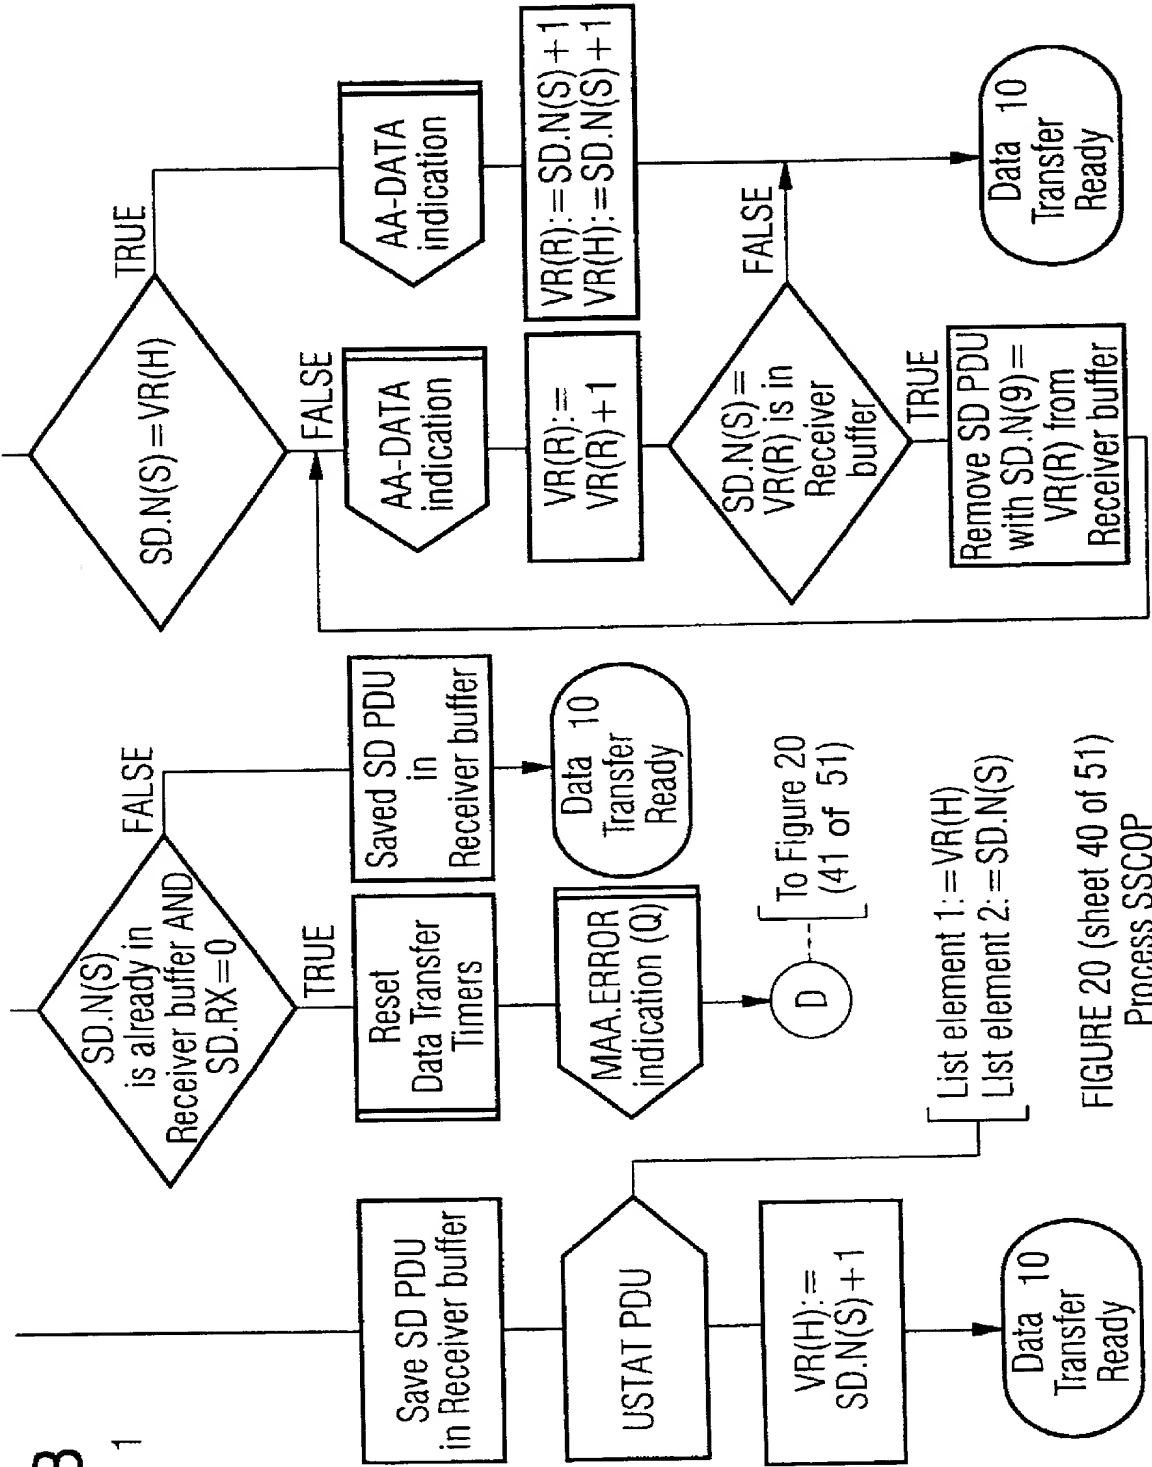 3
1
Save SD PDU
in Receiver buffer
USTAT PDU
VR(H):=
SD.N(S)+1
Data 10
Transfer
Ready
List element 1:=VR(H)
LIst element 2:=SD.N(S)
SD.N(S)
is already in
Receiver buffer AND
SD.RX=0
FALSE
TRUE
Reset
Data Transfer
Timers
MAA.ERROR
indication (Q)
D
To Figure 20
(41 of 51)
Saved SD PDU
in
Receiver buffer
Data 10
Transfer
Ready
SD.N(S)=VR(H)
TRUE
FALSE
AA-DATA
indication
VR(R):=
VR(R)+1
SD.N(S)=
VR(R) is in
Receiver
buffer
FALSE
TRUE
Remove SD PDU
with SD.N(9)=
VR(R) from
Receiver buffer
AA-DATA
indication
VR(R):=SD.N(S)+1
VR(H):=SD.N(S)+1
Data 10
Transfer
Ready
FIGURE 20 (sheet 40 of 51)
Process SSCOP